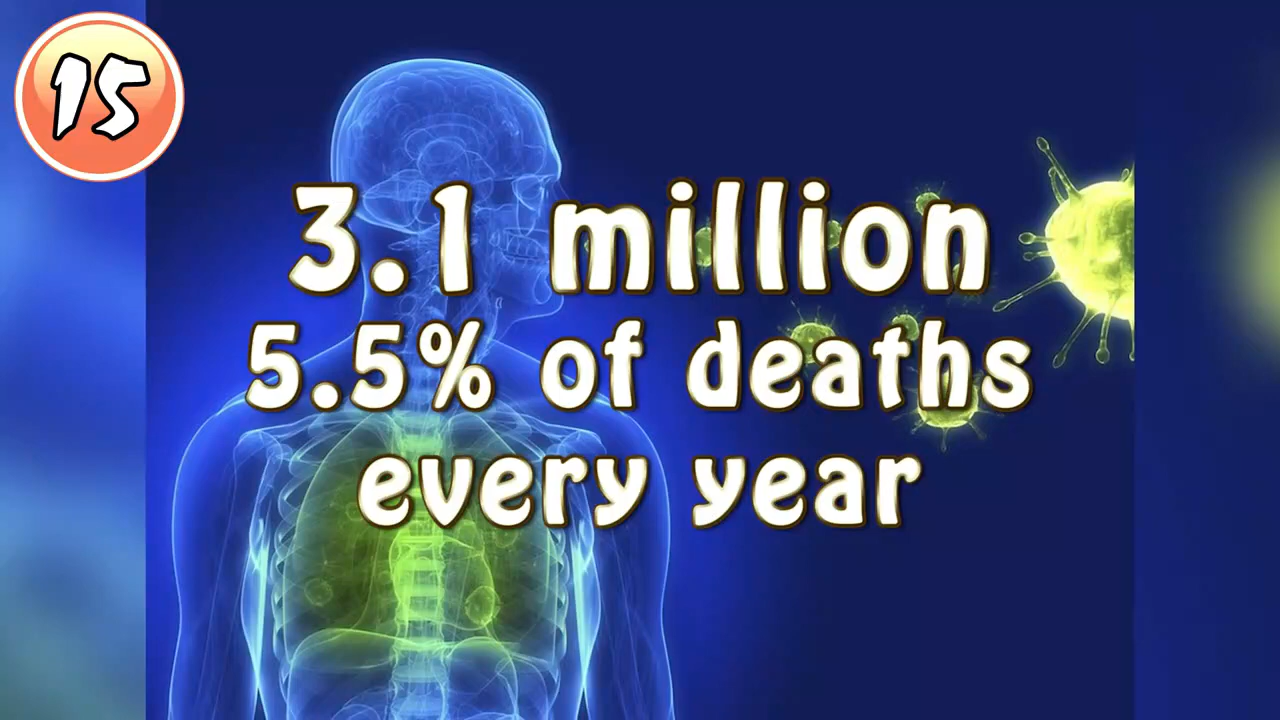 15
3.1 million
5.5% of deaths
every year